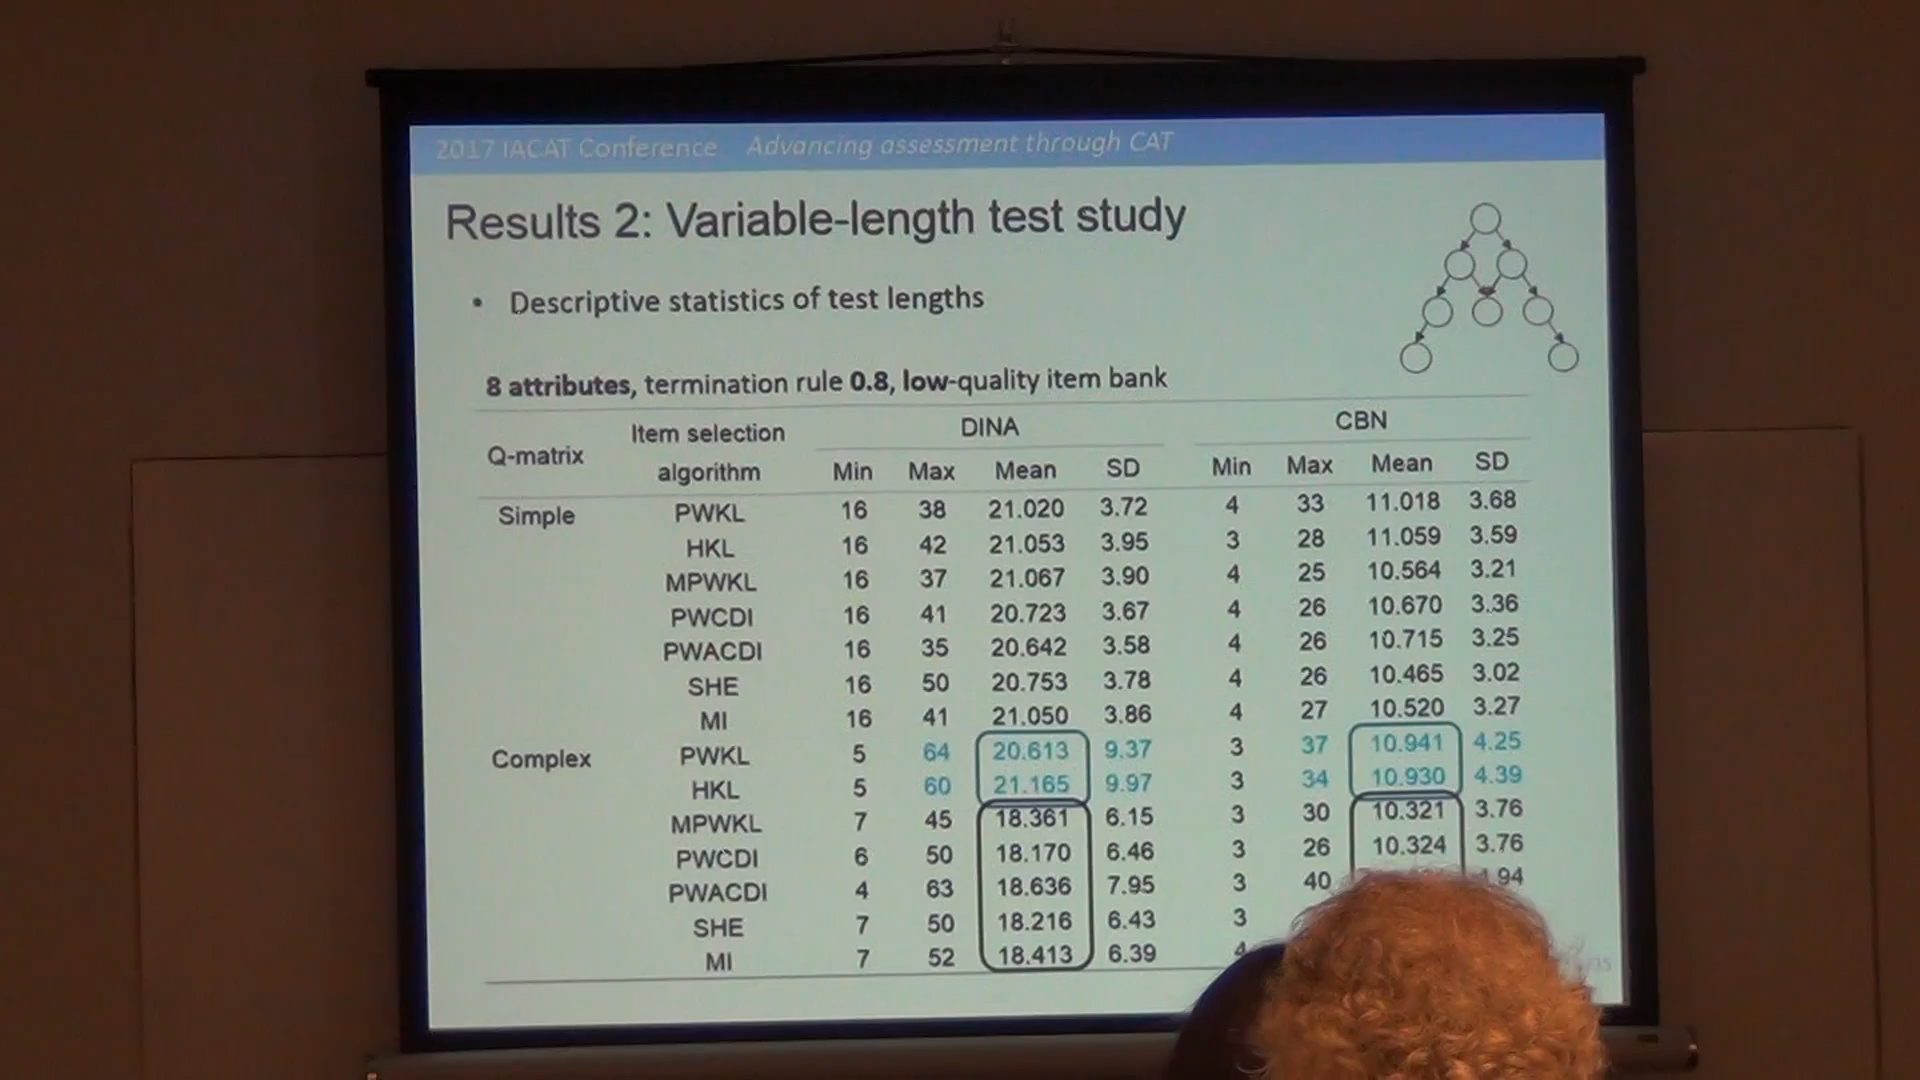 2017 IACAT Conference Advancing assessment through CAT
Results 2: Variable-length test study
• Descriptive statistics of test lengths
8 attributes, termination rule 0.8, low-quality item bank
Q-matrix Item selection algorithm DINA CBN
Min Max Mean SD Min Max Mean SD
Simple PWKL 16 38 21.020 3.72 4 33 11.018 3.68
HKL 16 42 21.053 3.95 3 28 11.059 3.59
MPWKL 16 37 21.067 3.90 4 25 10.564 3.21
PWCDI 16 41 20.723 3.67 4 26 10.670 3.36
PWACDI 16 35 20.642 3.58 4 26 10.715 3.25
SHE 16 50 20.753 3.78 4 26 10.465 3.02
MI 16 41 21.050 3.86 4 27 10.520 3.27
Complex PWKL 5 64 20.613 9.37 3 37 10.941 4.25
HKL 5 60 21.165 9.97 3 34 10.930 4.39
MPWKL 7 45 18.361 6.15 3 30 10.321 3.76
PWCDI 6 50 18.170 6.46 3 26 10.324 3.76
PWACDI 4 63 18.636 7.95 3 40
SHE 7 50 18.216 6.43 3
MI 7 52 18.413 6.39